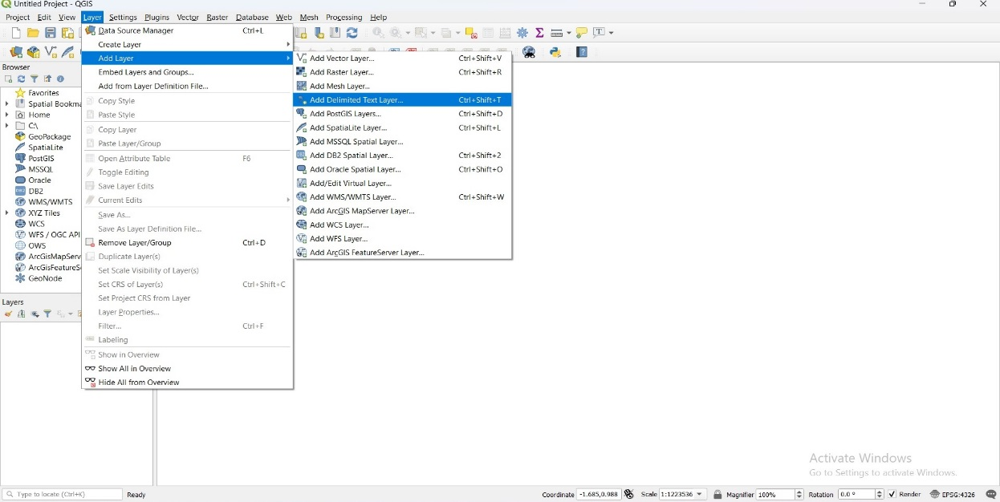 Untitled Project - QGIS
Project Edit View Layer Settings Plugins Vector Raster Database Web Mesh Processing Help
Data Source Manager Ctrl+L
Create Layer
Add Layer
Embed Layers and Groups...
Add from Layer Definition File...
Copy Style
Paste Style
Copy Layer
Paste Layer/Group
Open Attribute Table F6
Toggle Editing
Save Layer Edits
Current Edits
Save As...
Save As Layer Definition File...
Remove Layer/Group Ctrl+D
Duplicate Layer(s)
Set Scale Visibility of Layer(s)
Set CRS of Layer(s) Ctrl+Shift+C
Set Project CRS from Layer
Layer Properties...
Filter... Ctrl+F
Labeling
Show in Overview
Show All in Overview
Hide All from Overview
Add Vector Layer... Ctrl+Shift+V
Add Raster Layer... Ctrl+Shift+R
Add Mesh Layer...
Add Delimited Text Layer... Ctrl+Shift+T
Add PostGIS Layers... Ctrl+Shift+D
Add SpatiaLite Layer... Ctrl+Shift+L
Add MSSQL Spatial Layer...
Add DB2 Spatial Layer... Ctrl+Shift+2
Add Oracle Spatial Layer... Ctrl+Shift+O
Add/Edit Virtual Layer...
Add WMS/WMTS Layer... Ctrl+Shift+W
Add ArcGIS MapServer Layer...
Add WCS Layer...
Add WFS Layer...
Add ArcGIS FeatureServer Layer...
Browser
Favorites
Spatial Bookma
Home
C:\
GeoPackage
SpatiaLite
PostGIS
MSSQL
Oracle
DB2
WMS/WMTS
XYZ Tiles
WCS
WFS / OGC API
OWS
ArcGisMapServ
ArcGisFeatureS
GeoNode
Layers
Activate Windows
Go to Settings to activate Windows.
Type to locate (Ctrl+K) Ready Coordinate -1.685,0.988 Scale 1:1223536 Magnifier 100% Rotation 0.0 ° Render EPSG:4326